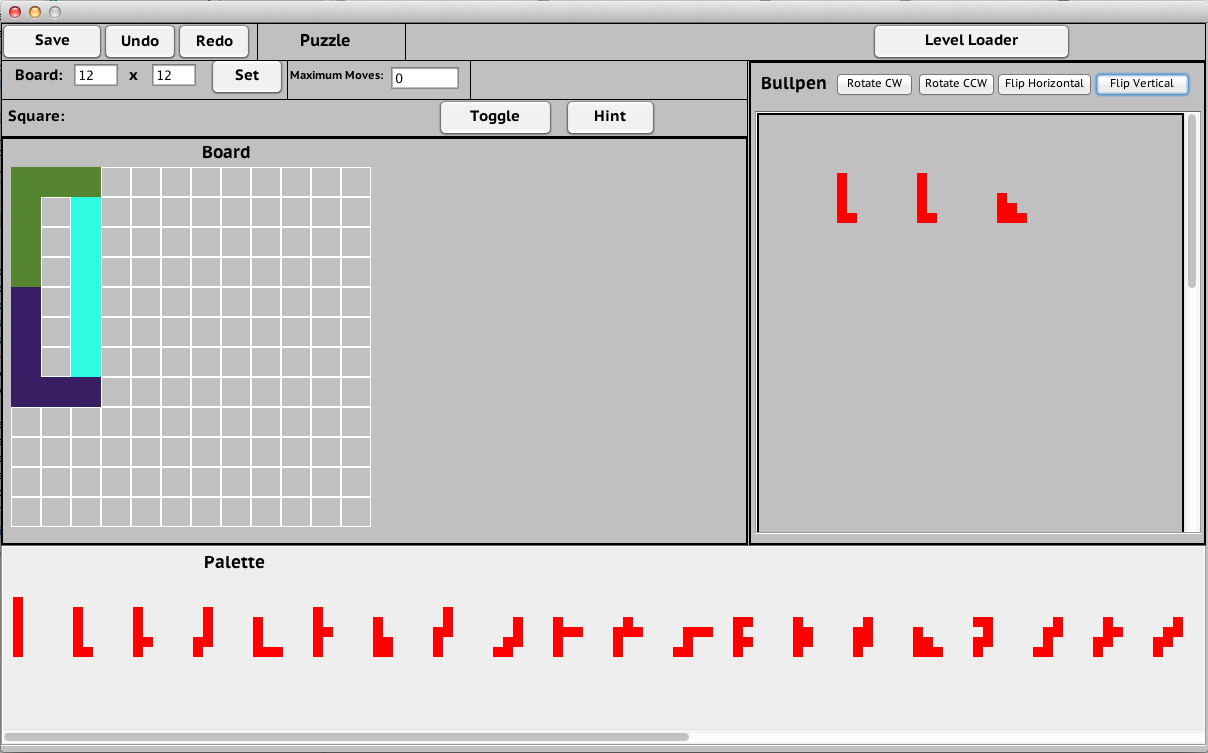 Save Undo Redo Puzzle Level Loader
Board: 12 x 12 Set Maximum Moves: 0
Bullpen Rotate CW Rotate CCW Flip Horizontal Flip Vertical
Square: Toggle Hint
Board
Palette